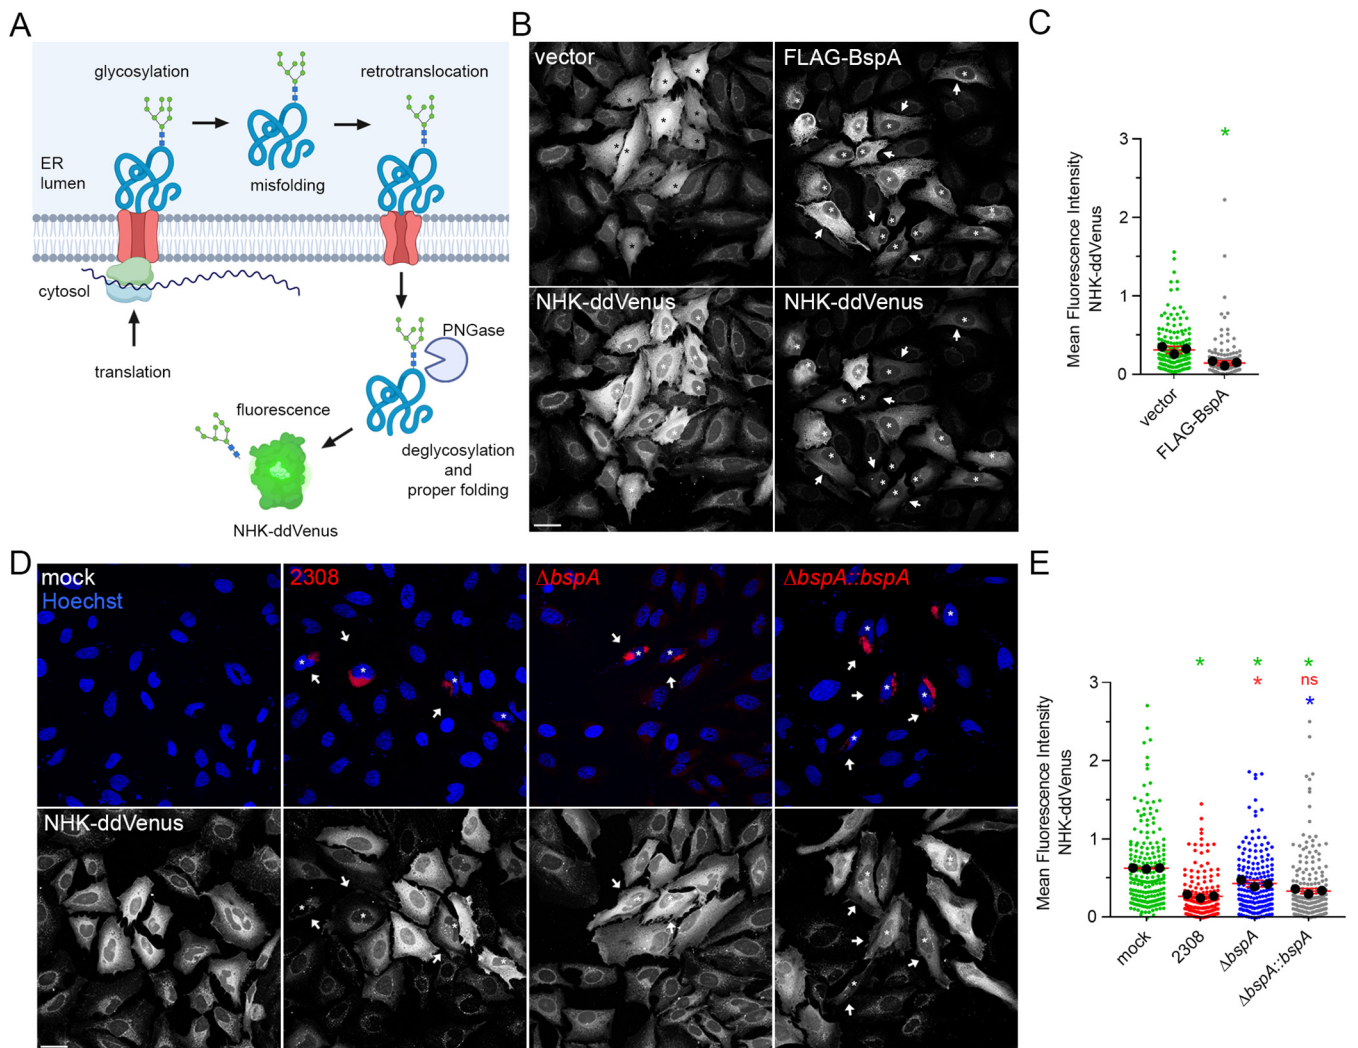 A
glycosylation
retrotranslocation
ER
lumen
misfolding
cytosol
translation
PNGase
fluorescence
deglycosylation
and
proper folding
NHK-ddVenus
B
vector
FLAG-BspA
NHK-ddVenus
NHK-ddVenus
C
Mean Fluorescence Intensity
NHK-ddVenus
3
2
1
0
*
vector
FLAG-BspA
D
mock
Hoechst
2308
ΔbspA
ΔbspA::bspA
NHK-ddVenus
E
Mean Fluorescence Intensity
NHK-ddVenus
3
2
1
0
* * *
* ns
*
mock
2308
ΔbspA
ΔbspA::bspA